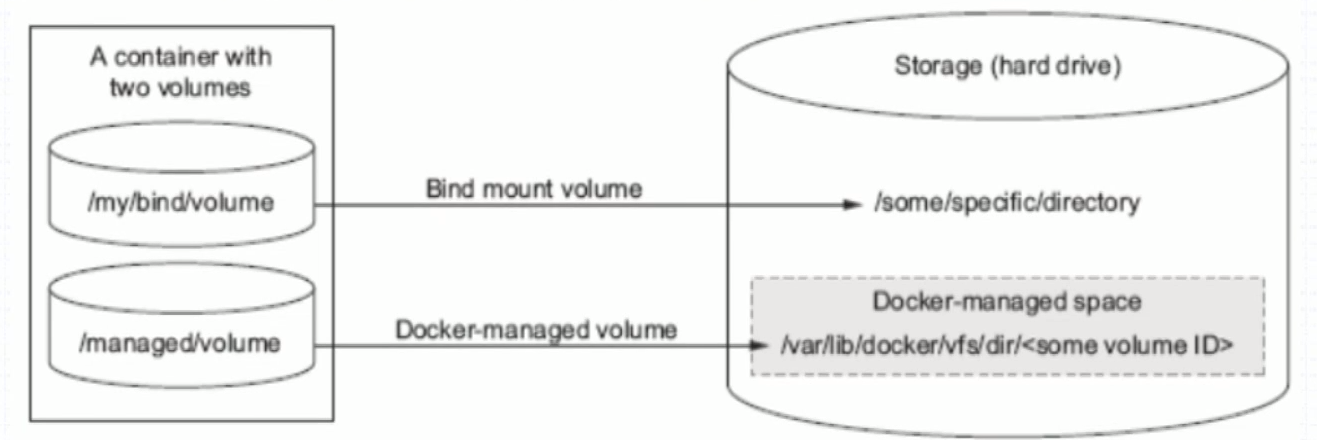 A container with
two volumes
/my/bind/volume
/managed/volume
Bind mount volume
Docker-managed volume
Storage (hard drive)
/some/specific/directory
Docker-managed space
/var/lib/docker/vfs/dir/<some volume ID>